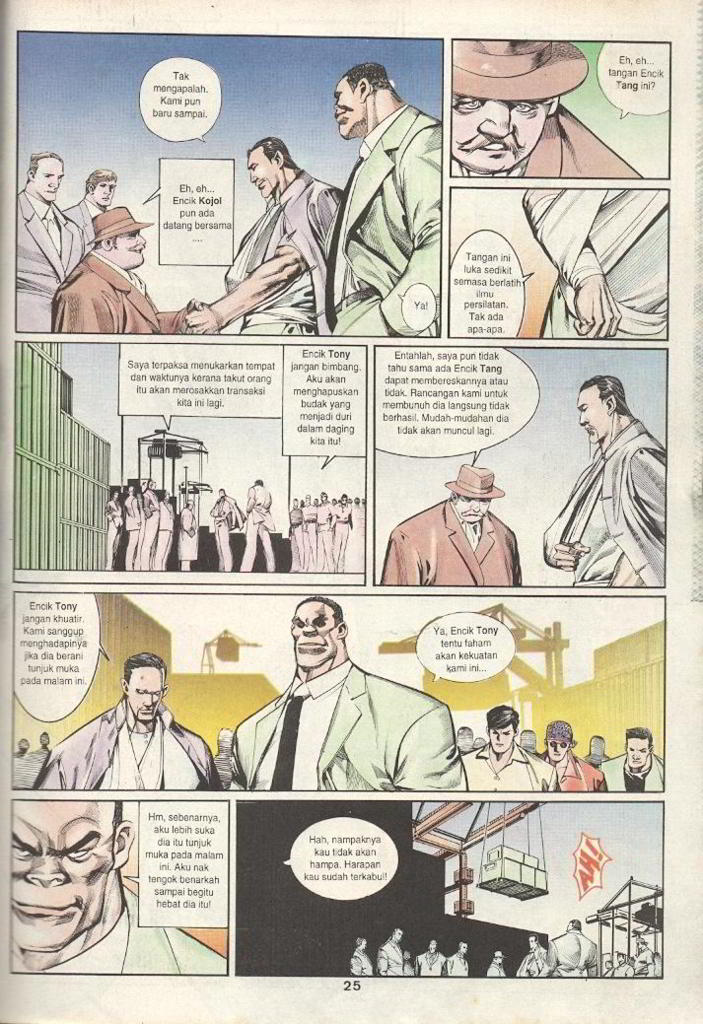 Tak
mengapalah.
Kami pun
baru sampai.
Eh, eh...
Encik Kojol
pun ada
datang bersama
....
Ya!
Eh, eh...
tangan Encik
Tang ini?
Tangan ini
luka sedikit
semasa berlatih
ilmu
persilatan.
Tak ada
apa-apa.
Saya terpaksa menukarkan tempat
dan waktunya kerana takut orang
itu akan merosakkan transaksi
kita ini lagi.
Encik Tony
jangan bimbang.
Aku akan
menghapuskan
budak yang
menjadi duri
dalam daging
kita itu!
Entahlah, saya pun tidak
tahu sama ada Encik Tang
dapat membereskannya atau
tidak. Rancangan kami untuk
membunuh dia langsung tidak
berhasil. Mudah-mudahan dia
tidak akan muncul lagi.
Encik Tony
jangan khuatir.
Kami sanggup
menghadapinya
jika dia berani
tunjuk muka
pada malam ini.
Ya, Encik Tony
tentu faham
akan kekuatan
kami ini...
Hm, sebenarnya,
aku lebih suka
dia itu tunjuk
muka pada malam
ini. Aku nak
tengok benarkah
sampai begitu
hebat dia itu!
Hah, nampaknya
kau tidak akan
hampa. Harapan
kau sudah terkabul!
AH!
25